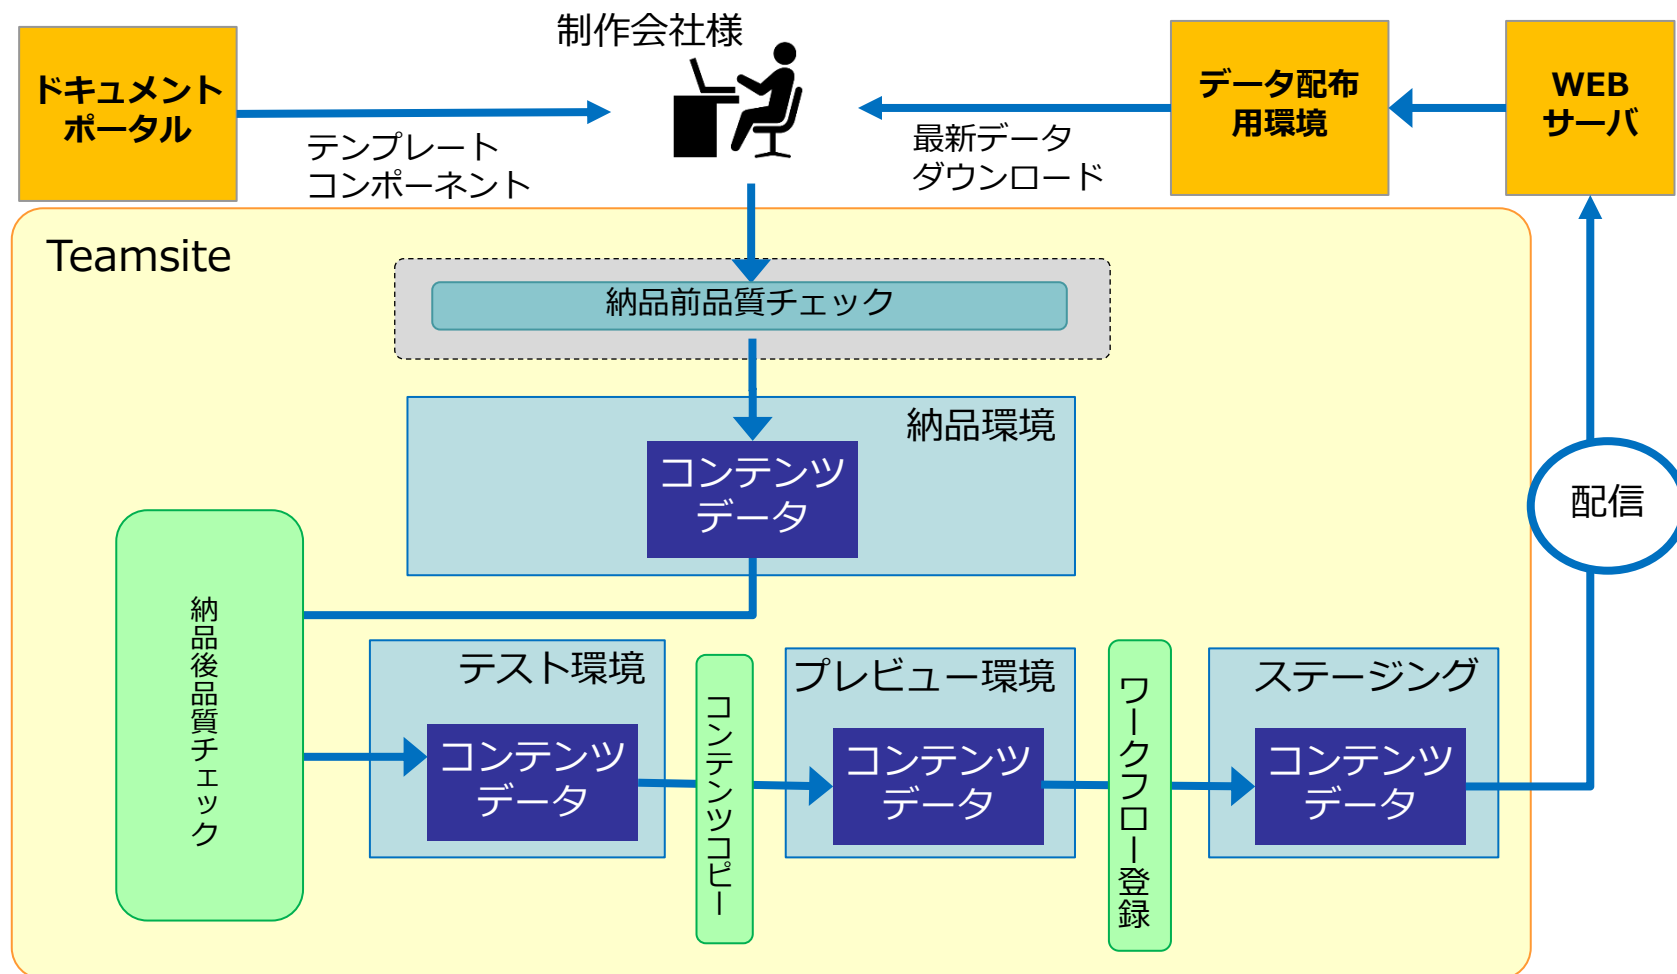 制作会社様
ドキュメント
ポータル
テンプレート
コンポーネント
最新データ
ダウンロード
データ配布
用環境
WEB
サーバ
Teamsite
納品前品質チェック
納品環境
コンテンツ
データ
配信
納品後品質チェック
テスト環境
コンテンツ
データ
コンテンツコピー
プレビュー環境
コンテンツ
データ
ワークフロー登録
ステージング
コンテンツ
データ